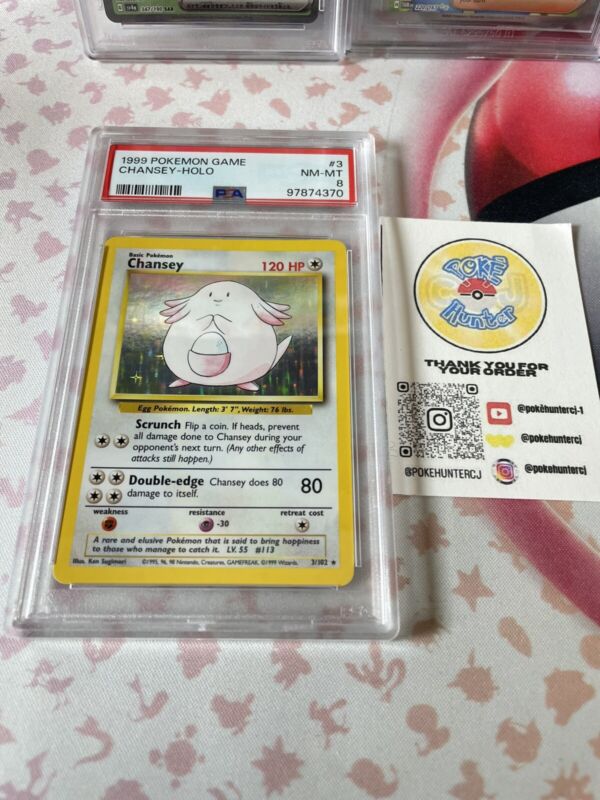 347/190 SAR
1999 POKEMON GAME #3
CHANSEY-HOLO NM-MT
8
PSA 97874370
Basic Pokémon
Chansey 120 HP
Egg Pokémon. Length: 3' 7", Weight: 76 lbs.
Scrunch Flip a coin. If heads, prevent
all damage done to Chansey during your
opponent's next turn. (Any other effects of
attacks still happen.)
Double-edge Chansey does 80 80
damage to itself.
weakness resistance retreat cost
-30
A rare and elusive Pokémon that is said to bring happiness
to those who manage to catch it. LV. 55 #113
Illus. Ken Sugimori ©1995, 96, 98 Nintendo, Creatures, GAMEFREAK. ©1999 Wizards. 3/102 ★
POKE
Hunter
THANK YOU FOR
YOUR ORDER
@pokéhuntercj-1
@pokehuntercj
@pokehuntercj
@POKEHUNTERCJ